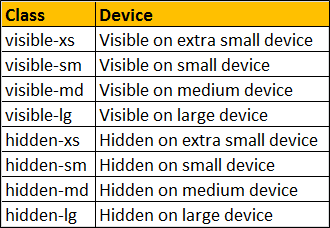 Class Device
visible-xs Visible on extra small device
visible-sm Visible on small device
visible-md Visible on medium device
visible-lg Visible on large device
hidden-xs Hidden on extra small device
hidden-sm Hidden on small device
hidden-md Hidden on medium device
hidden-lg Hidden on large device